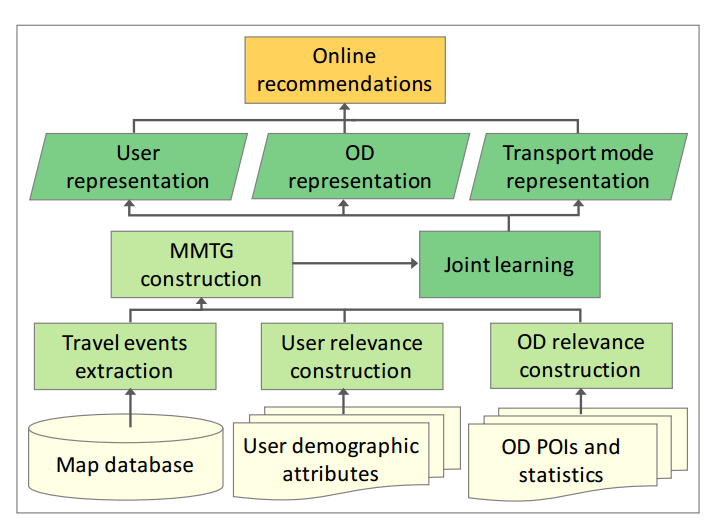 Online
recommendations
User
representation
OD
representation
Transport mode
representation
MMTG
construction
Joint learning
Travel events
extraction
User relevance
construction
OD relevance
construction
Map database
User demographic
attributes
OD POIs and
statistics